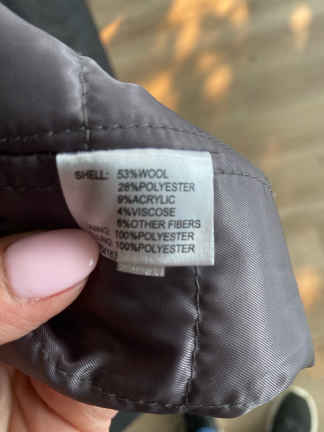 SHELL: 53%WOOL
28%POLYESTER
9%ACRYLIC
4%VISCOSE
6%OTHER FIBERS
100%POLYESTER
100%POLYESTER